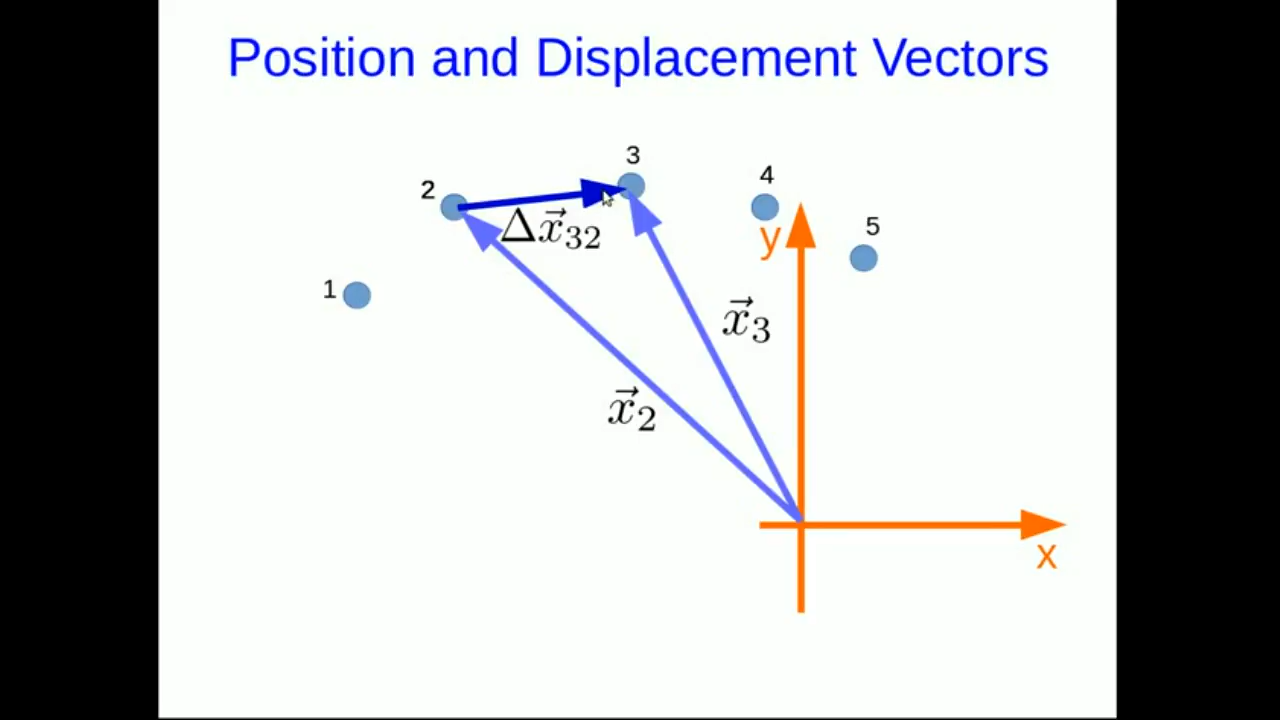 Position and Displacement Vectors
3
2
4
Δx⃗₃₂
5
y
1
x⃗₃
x⃗₂
x